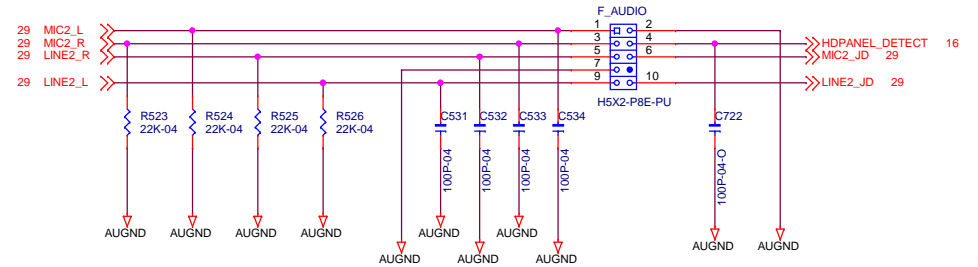 F_AUDIO
29 MIC2_L 1 2
29 MIC2_R 3 4 HDPANEL_DETECT 16
29 LINE2_R 5 6 MIC2_JD 29
7
29 LINE2_L 9 10 LINE2_JD 29
H5X2-P8E-PU
R523 R524 R525 R526 C531 C532 C533 C534 C722
22K-04 22K-04 22K-04 22K-04
100P-04 100P-04 100P-04 100P-04 100P-04-O
AUGND AUGND AUGND AUGND AUGND AUGND AUGND AUGND
AUGND AUGND AUGND